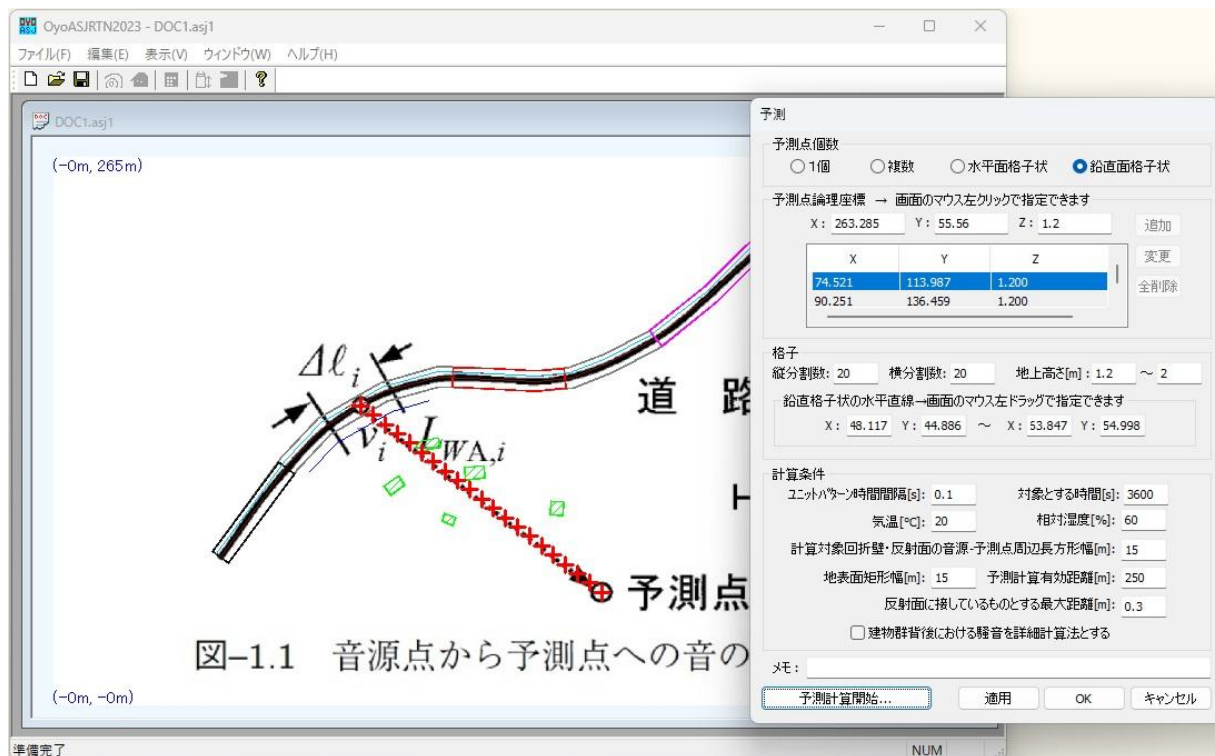 OyoASJRTN2023 - DOC1.asj1
ファイル(F) 編集(E) 表示(V) ウィンドウ(W) ヘルプ(H)
DOC1.asj1
(-0m, 265m)
Δℓi
vi
LWA,i
道 路
予測点
図-1.1 音源点から予測点への音の
(-0m, -0m)
準備完了
NUM
予測
予測点個数
1個 複数 水平面格子状 鉛直面格子状
予測点論理座標 → 画面のマウス左クリックで指定できます
X: 263.285 Y: 55.56 Z: 1.2 追加
X Y Z 変更
74.521 113.987 1.200 全削除
90.251 136.459 1.200
格子
縦分割数: 20 横分割数: 20 地上高さ[m]: 1.2 ～ 2
鉛直格子状の水平直線→画面のマウス左ドラッグで指定できます
X: 48.117 Y: 44.886 ～ X: 53.847 Y: 54.998
計算条件
ユニットパターン時間間隔[s]: 0.1 対象とする時間[s]: 3600
気温[°C]: 20 相対湿度[%]: 60
計算対象回折壁・反射面の音源-予測点周辺長方形幅[m]: 15
地表面矩形幅[m]: 15 予測計算有効距離[m]: 250
反射面に接しているものとする最大距離[m]: 0.3
建物群背後における騒音を詳細計算法とする
メモ:
予測計算開始... 適用 OK キャンセル